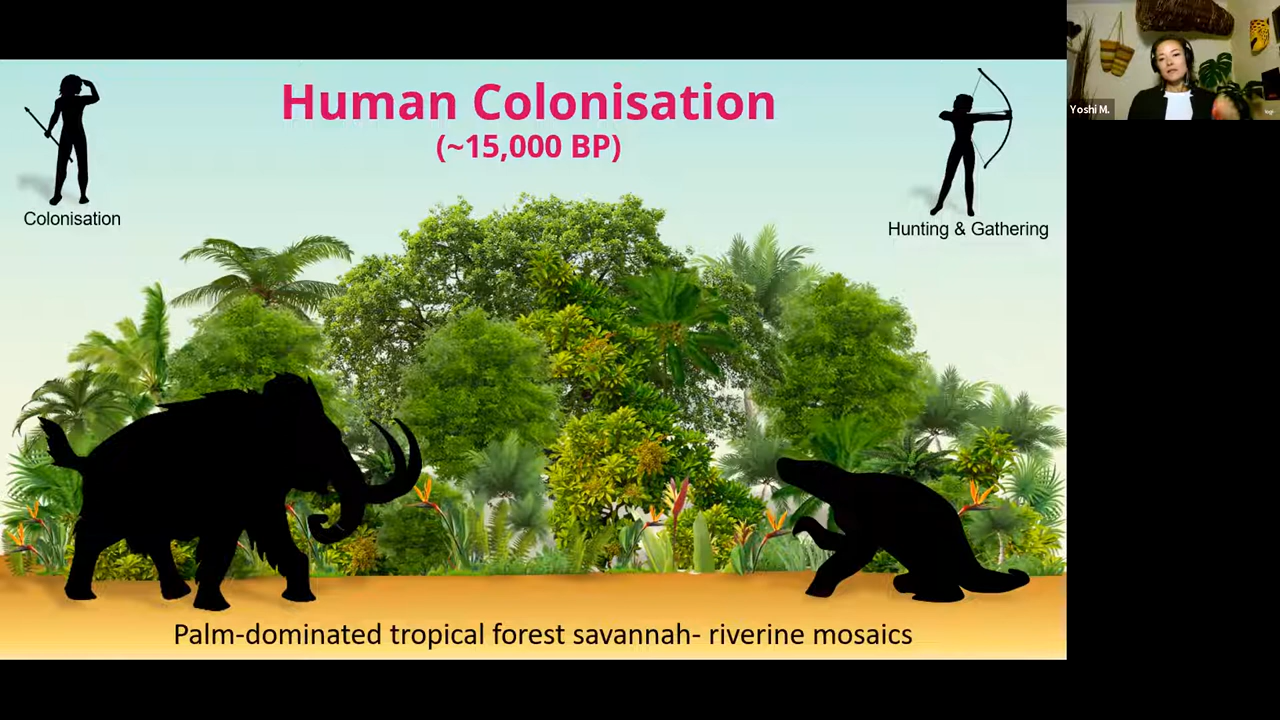 Human Colonisation
(~15,000 BP)
Colonisation
Hunting & Gathering
Palm-dominated tropical forest savannah- riverine mosaics
Yoshi M.